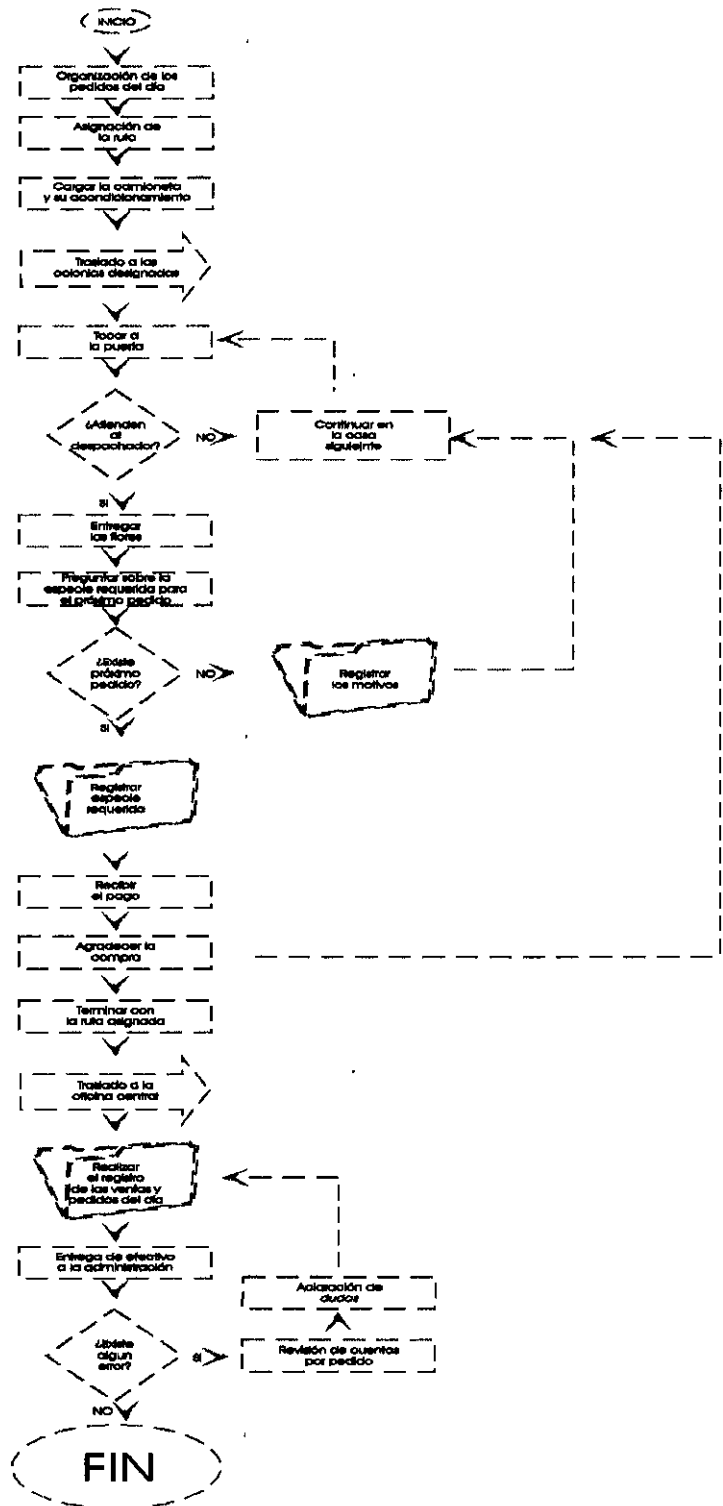 INICIO
Organización de los
pedidos del día
Asignación de
la ruta
Cargar la camioneta
y su acondicionamiento
Traslado a las
colonias designadas
Tocar a
la puerta
¿Atienden
al
despachador?
NO
Continuar en
la casa
siguieinte
SI
Entregar
las flores
Preguntar sobre la
especie requerida para
el próximo pedido
¿Existe
próximo
pedido?
NO
Registrar
los motivos
SI
Registrar
especie
requerida
Recibir
el pago
Agradecer la
compra
Terminar con
la ruta asignada
Traslado a la
oficina central
Realizar
el registro
de las ventas y
pedidos del día
Entrega de efectivo
a la administración
Aclaración de
dudas
¿Existe
algun
error?
SI
Revisión de cuentas
por pedido
NO
FIN